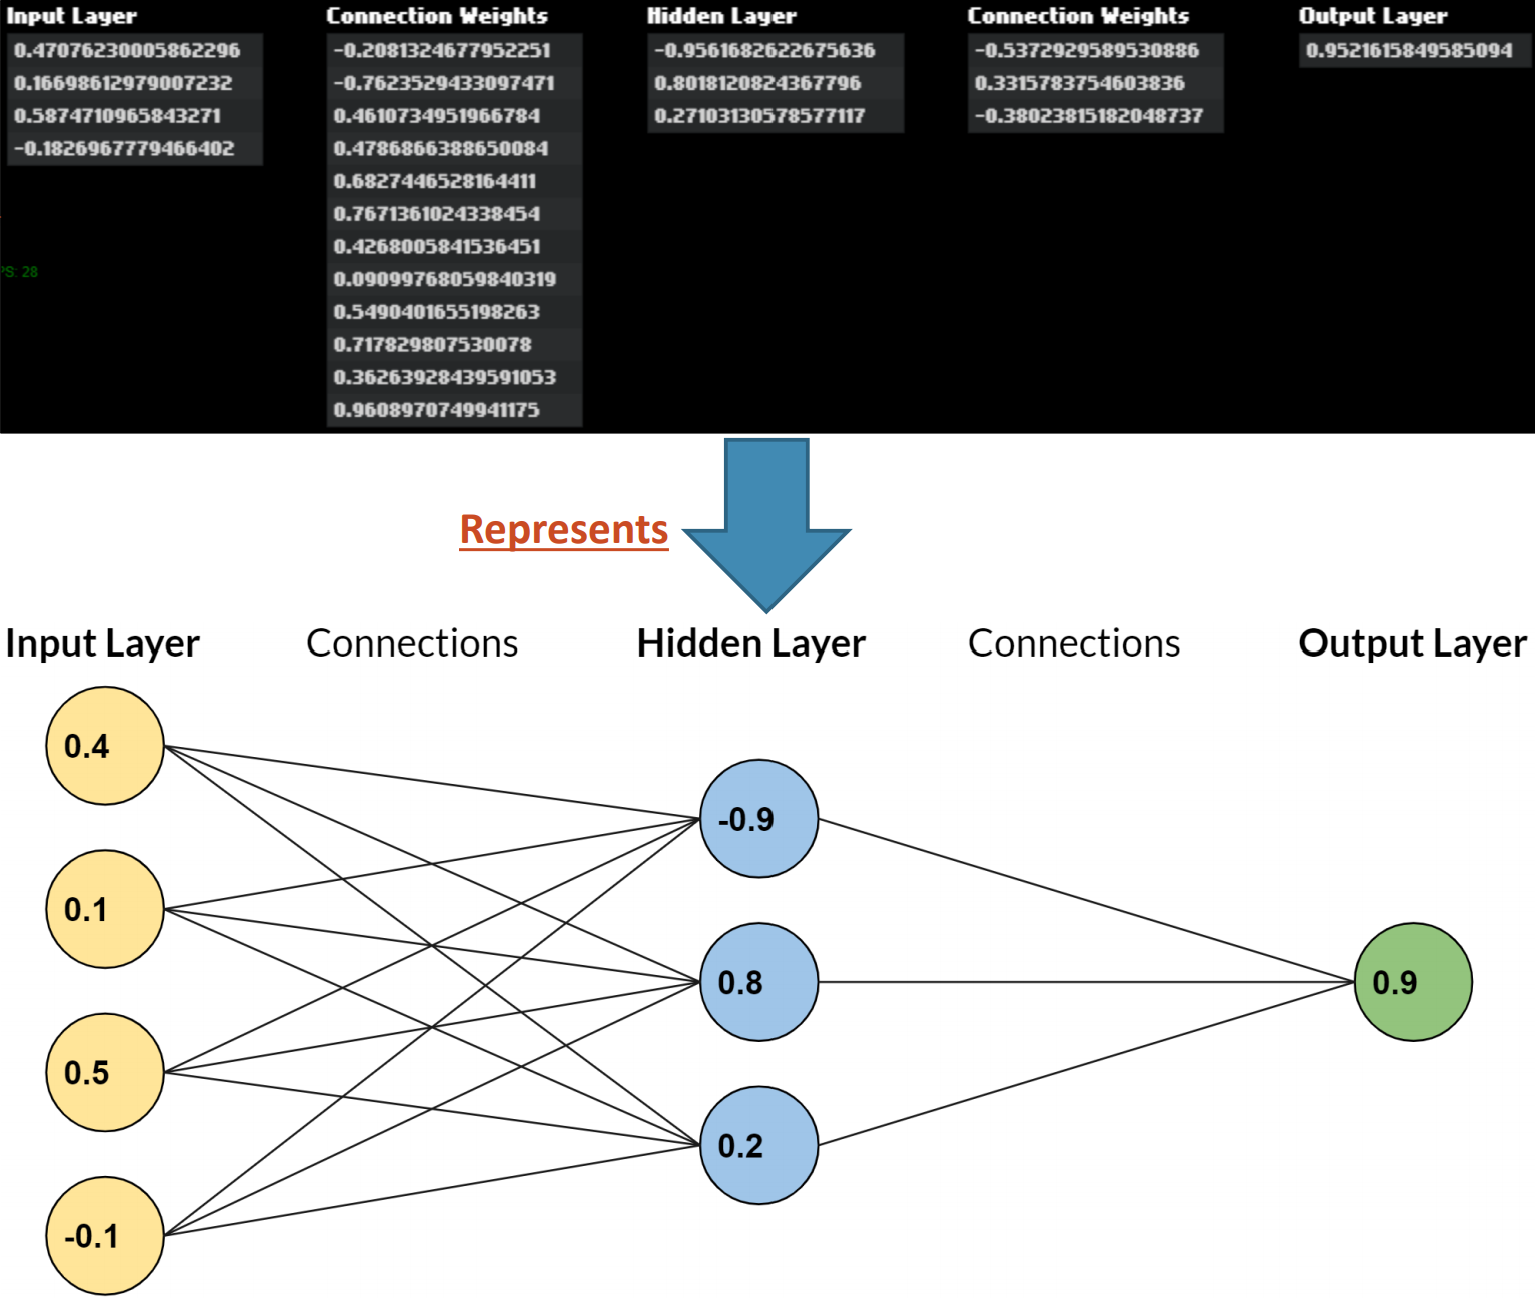 Input Layer
0.47076230005862296
0.16698612979007232
0.5874710965843271
-0.1826967779466402
Connection Weights
-0.2081324677952251
-0.7623529433097471
0.4610734951966784
0.4786866388650084
0.6827446528164411
0.7671361024338454
0.4268005841536451
0.09099768059840319
0.5490401655198263
0.717829807530078
0.36263928439591053
0.9608970749941175
Hidden Layer
-0.9561682622675636
0.8018120824367796
0.27103130578577117
Connection Weights
-0.5372929589530886
0.3315783754603836
-0.38023815182048737
Output Layer
0.9521615849585094
PS: 28
Represents
Input Layer
Connections
Hidden Layer
Connections
Output Layer
0.4
0.1
0.5
-0.1
-0.9
0.8
0.2
0.9